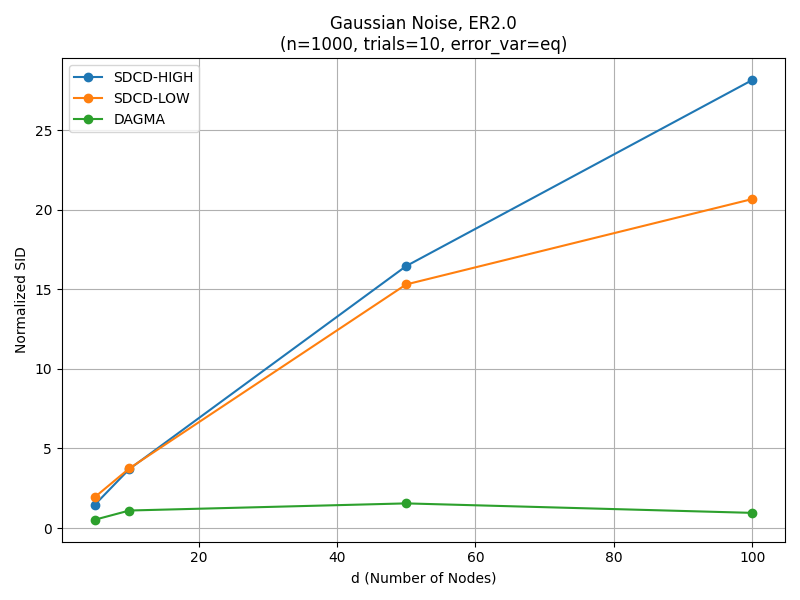 Gaussian Noise, ER2.0
(n=1000, trials=10, error_var=eq)
SDCD-HIGH
SDCD-LOW
DAGMA
Normalized SID
25
20
15
10
5
0
20 40 60 80 100
d (Number of Nodes)